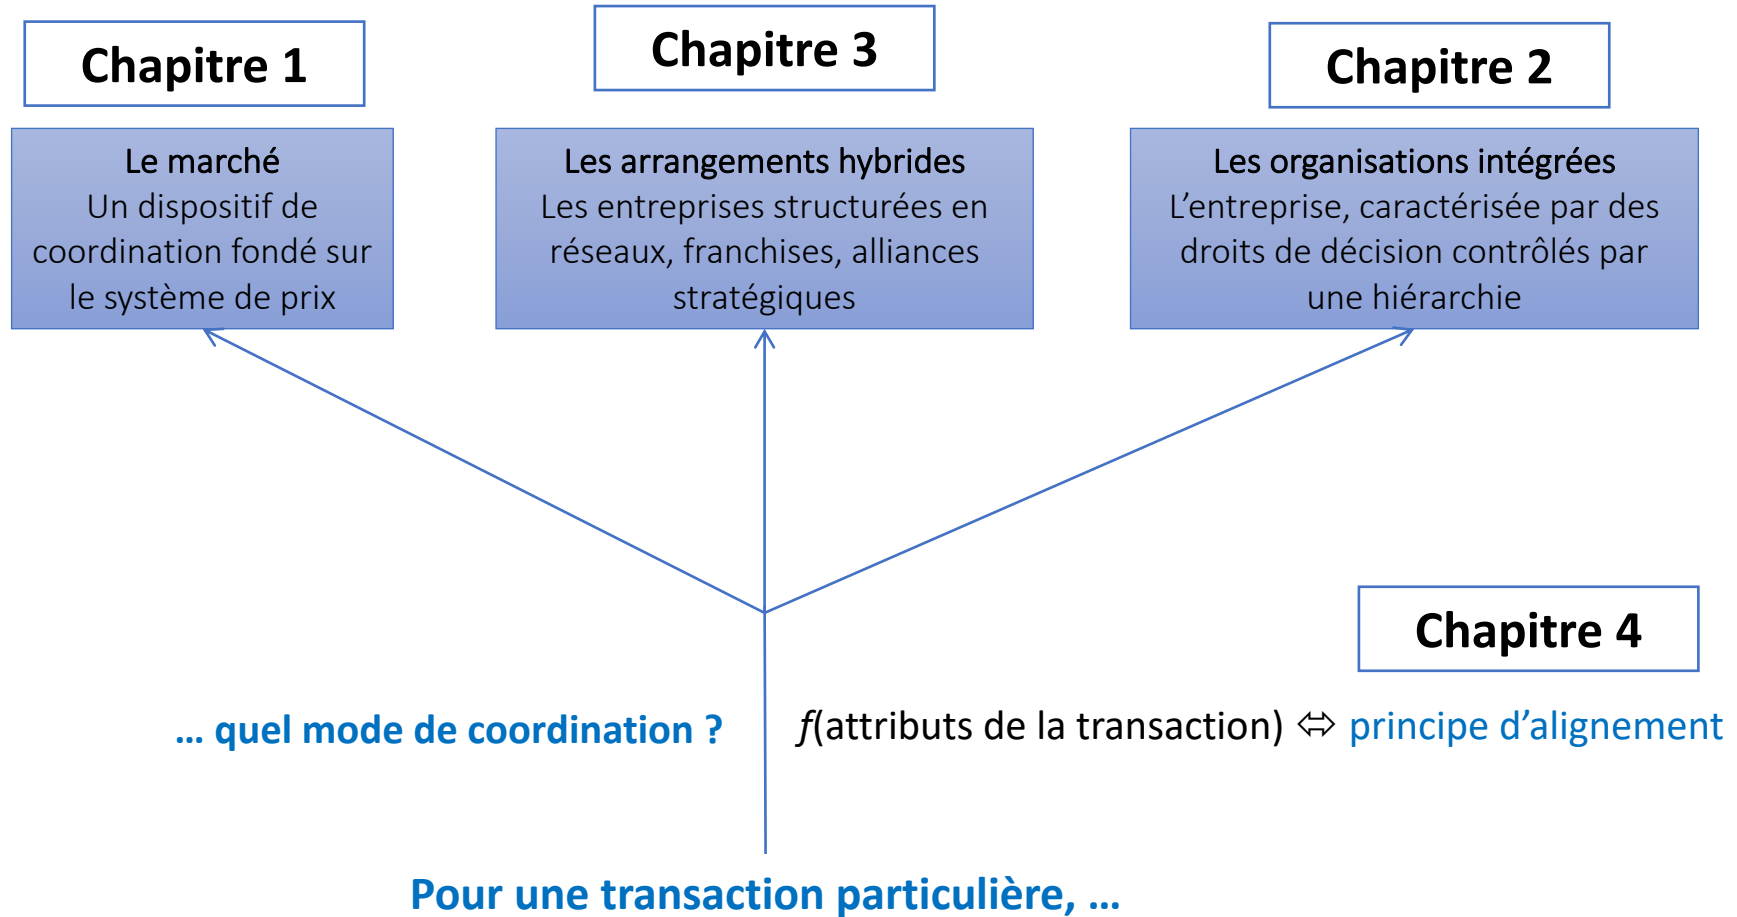 Chapitre 1
Le marché
Un dispositif de
coordination fondé sur
le système de prix
Chapitre 3
Les arrangements hybrides
Les entreprises structurées en
réseaux, franchises, alliances
stratégiques
Chapitre 2
Les organisations intégrées
L’entreprise, caractérisée par des
droits de décision contrôlés par
une hiérarchie
Chapitre 4
... quel mode de coordination ?
f(attributs de la transaction) ⬄ principe d’alignement
Pour une transaction particulière, ...